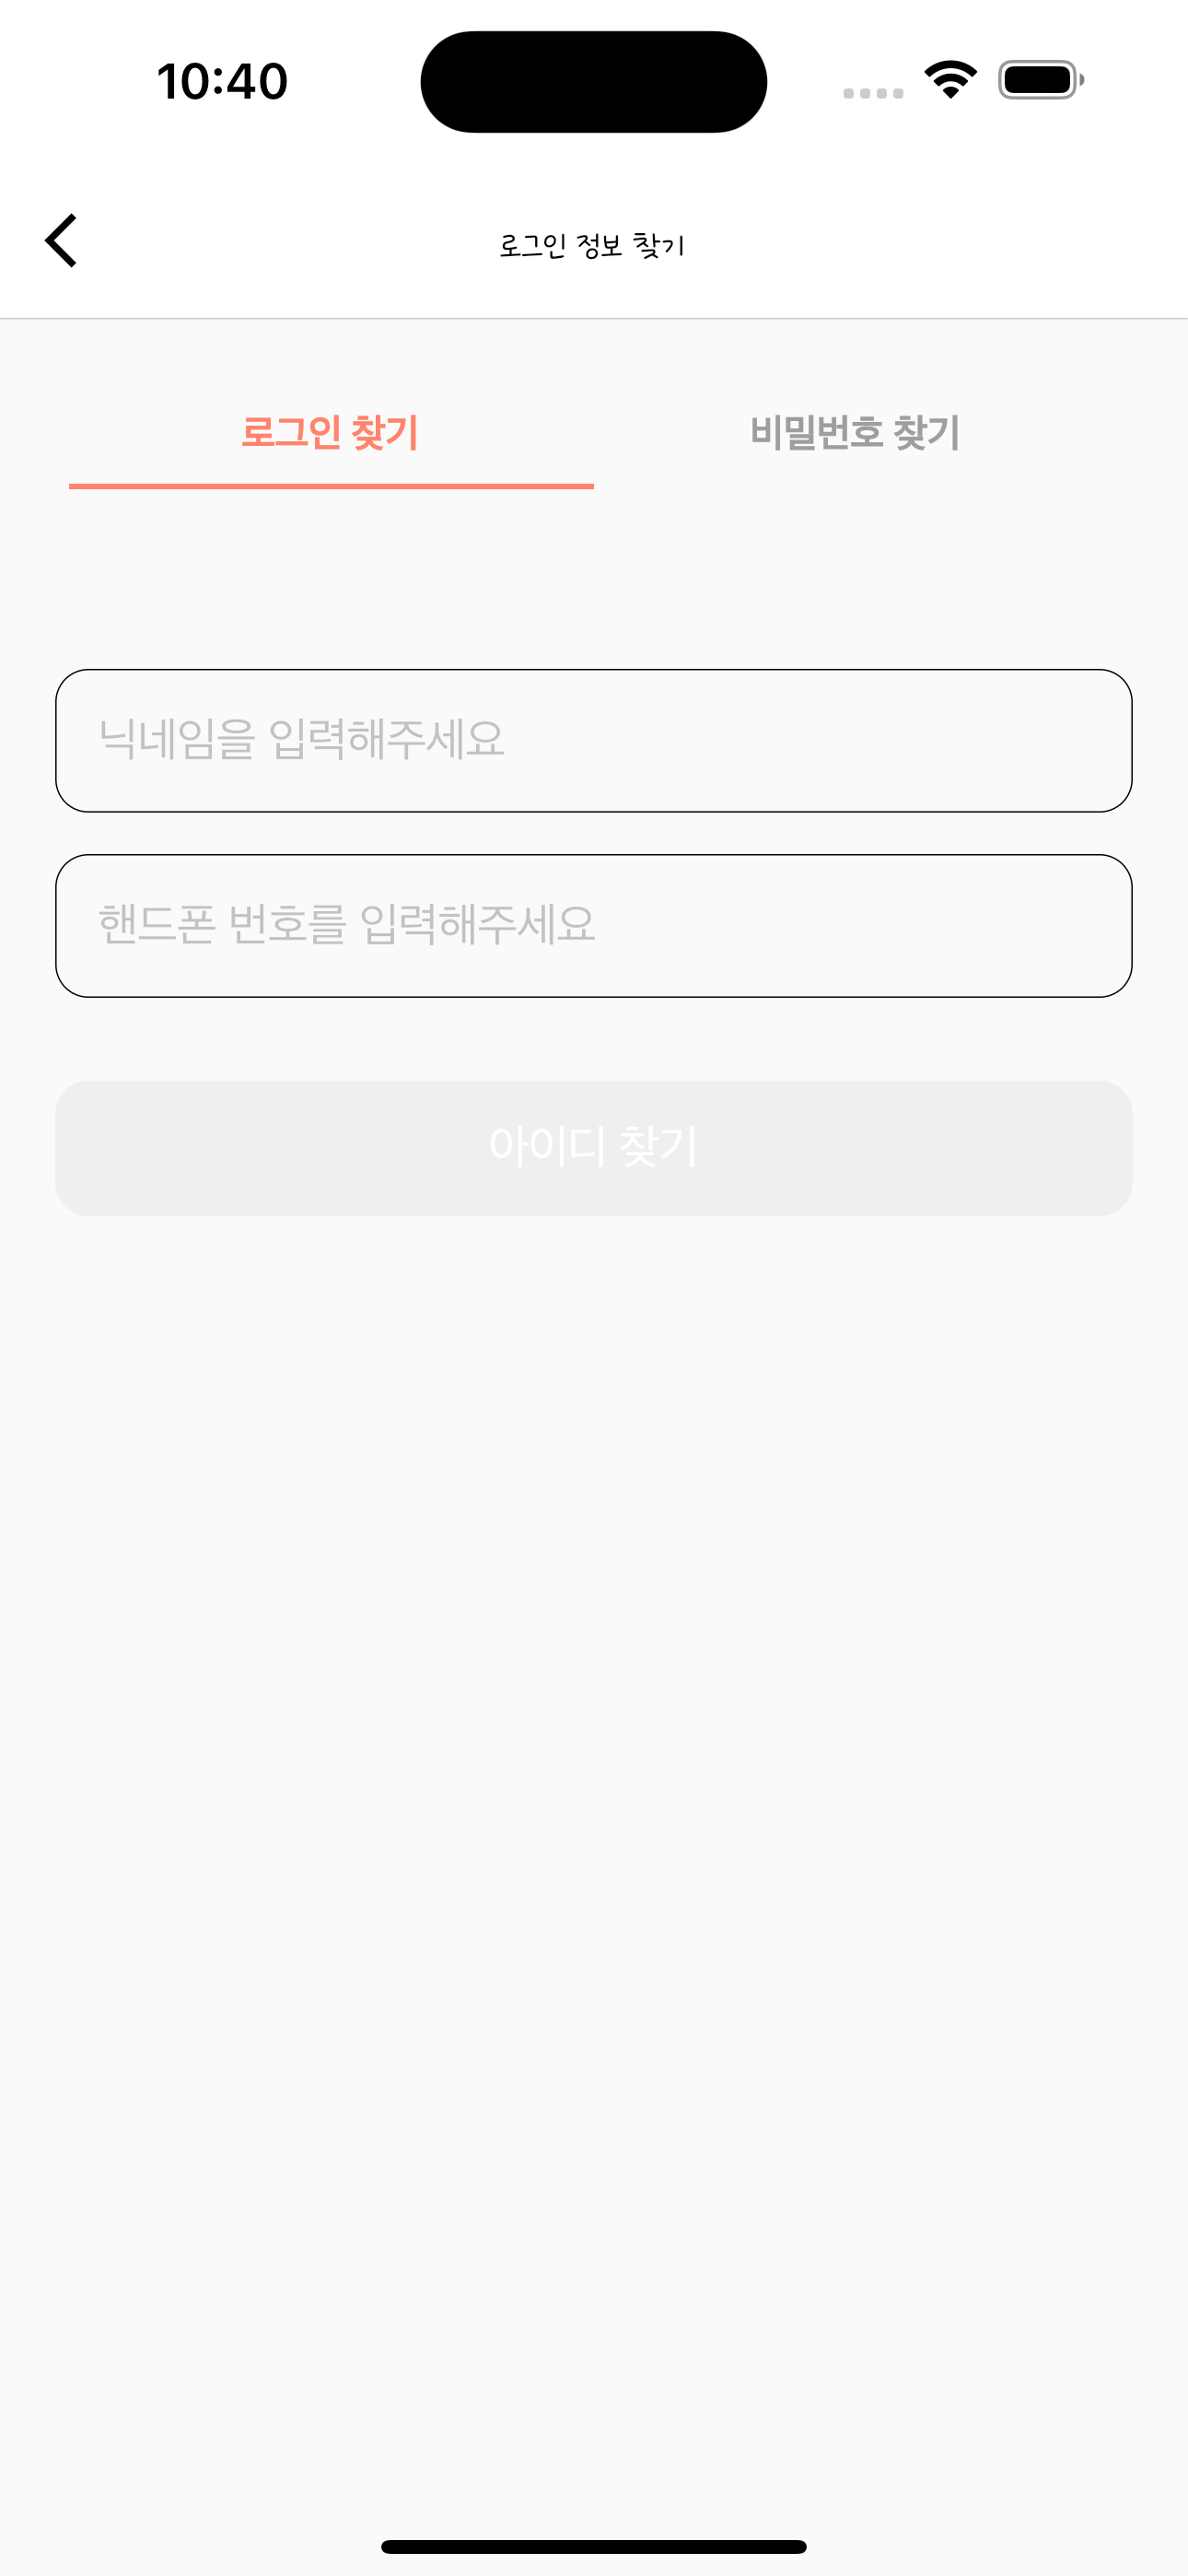 10:40
로그인 정보 찾기
로그인 찾기
비밀번호 찾기
닉네임을 입력해주세요
핸드폰 번호를 입력해주세요
아이디 찾기